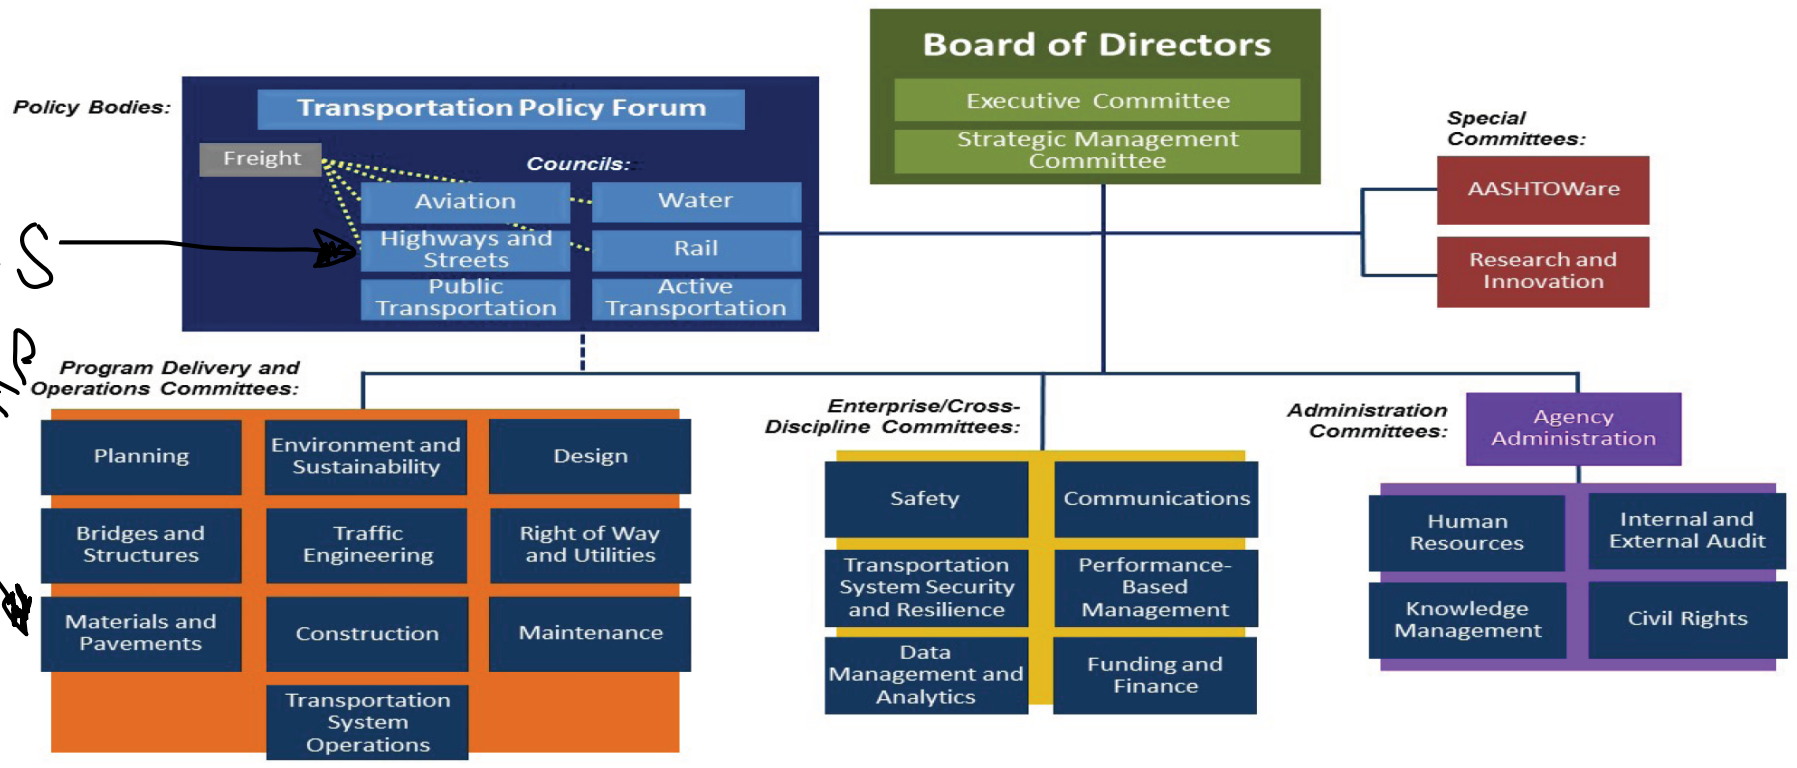 Board of Directors
Executive Committee
Strategic Management
Committee
Policy Bodies:
Transportation Policy Forum
Freight
Councils:
Aviation
Water
Highways and
Streets
Rail
Public
Transportation
Active
Transportation
Special
Committees:
AASHTOWare
Research and
Innovation
S
Program Delivery and
Operations Committees:
Planning
Environment and
Sustainability
Design
Bridges and
Structures
Traffic
Engineering
Right of Way
and Utilities
Materials and
Pavements
Construction
Maintenance
Transportation
System
Operations
Enterprise/Cross-
Discipline Committees:
Safety
Communications
Transportation
System Security
and Resilience
Performance-
Based
Management
Data
Management and
Analytics
Funding and
Finance
Administration
Committees:
Agency
Administration
Human
Resources
Internal and
External Audit
Knowledge
Management
Civil Rights